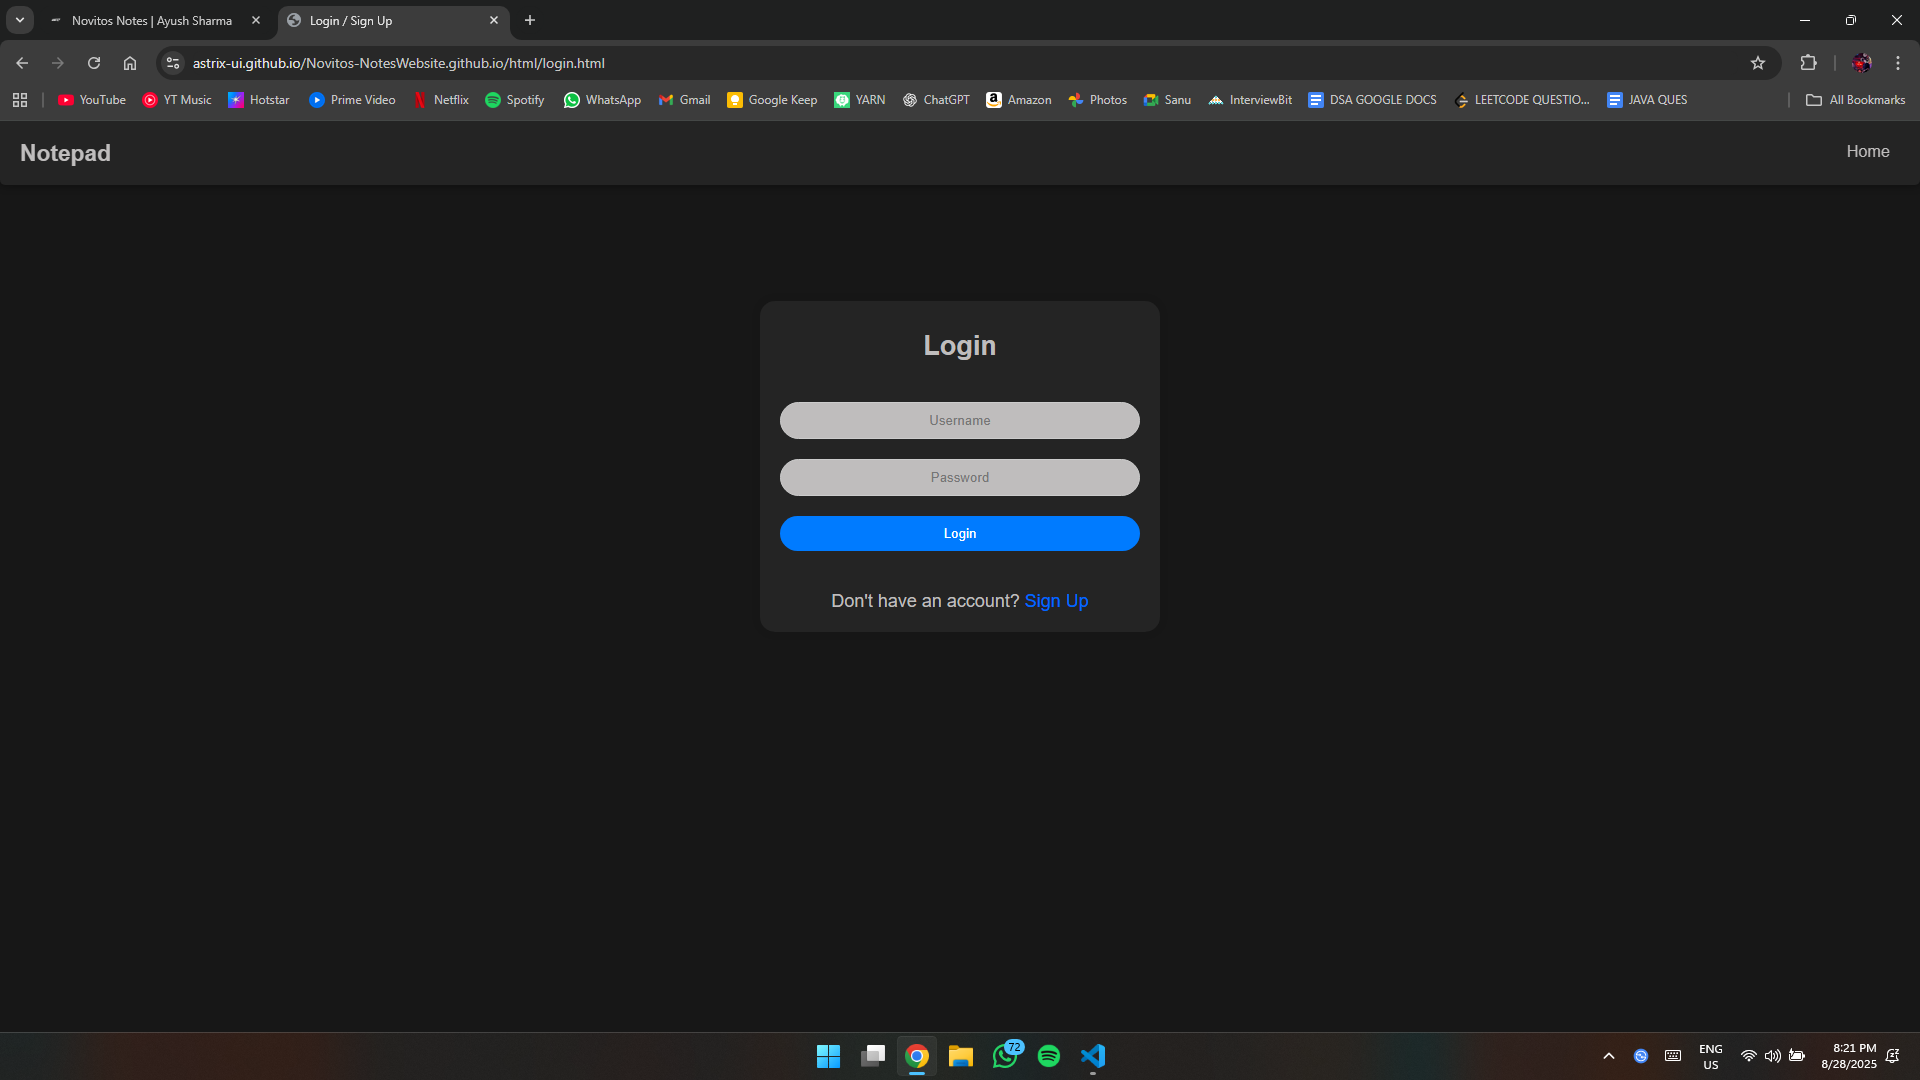 Novitos Notes | Ayush Sharma
Login / Sign Up
astrix-ui.github.io/Novitos-NotesWebsite.github.io/html/login.html
YouTube YT Music Hotstar Prime Video Netflix Spotify WhatsApp Gmail Google Keep YARN ChatGPT Amazon Photos Sanu InterviewBit DSA GOOGLE DOCS LEETCODE QUESTIO... JAVA QUES All Bookmarks
Notepad Home
Login
Username
Password
Login
Don't have an account? Sign Up
72
ENG
US
8:21 PM
8/28/2025